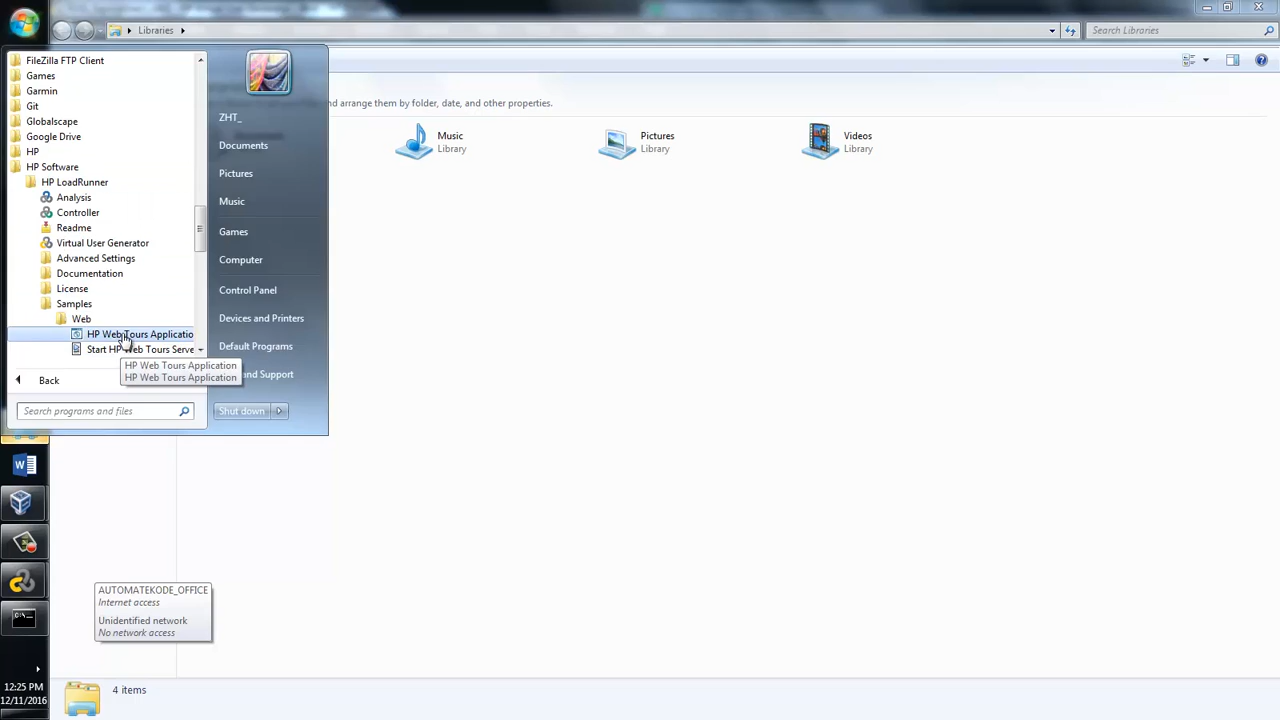 Libraries
Search Libraries
FileZilla FTP Client
Games
Garmin
Git
Globalscape
Google Drive
HP
HP Software
HP LoadRunner
Analysis
Controller
Readme
Virtual User Generator
Advanced Settings
Documentation
License
Samples
Web
HP Web Tours Applicatio
Start HP Web Tours Serve
HP Web Tours Application
HP Web Tours Application
Back
Search programs and files
ZHT_
Documents
Pictures
Music
Games
Computer
Control Panel
Devices and Printers
Default Programs
and Support
Shut down
and arrange them by folder, date, and other properties.
Music
Library
Pictures
Library
Videos
Library
AUTOMATEKODE_OFFICE
Internet access
Unidentified network
No network access
12:25 PM
12/11/2016
4 items